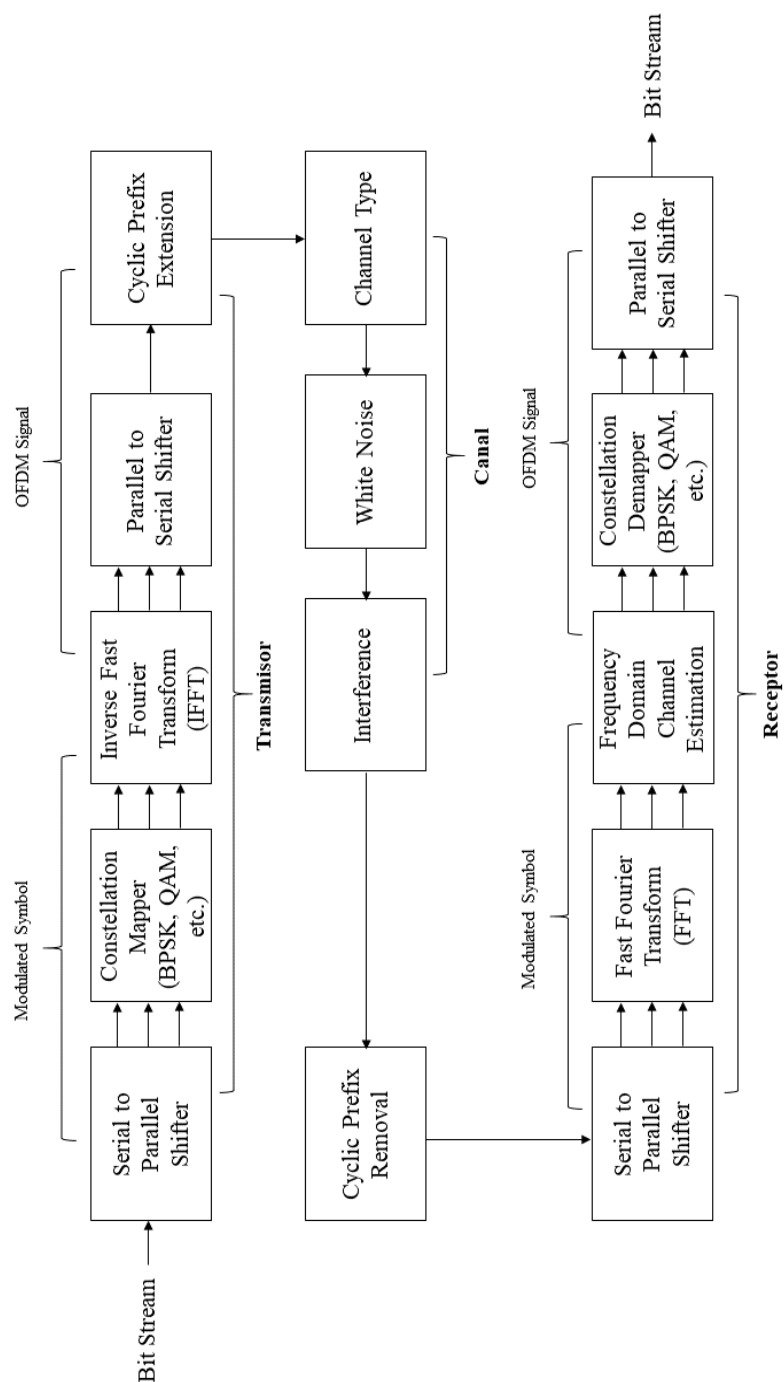 Modulated Symbol
OFDM Signal
Bit Stream
Serial to
Parallel
Shifter
Constellation
Mapper
(BPSK, QAM,
etc.)
Inverse Fast
Fourier
Transform
(IFFT)
Parallel to
Serial Shifter
Cyclic Prefix
Extension
Transmisor
Cyclic Prefix
Removal
Interference
White Noise
Channel Type
Canal
Modulated Symbol
OFDM Signal
Serial to
Parallel
Shifter
Fast Fourier
Transform
(FFT)
Frequency
Domain
Channel
Estimation
Constellation
Demapper
(BPSK, QAM,
etc.)
Parallel to
Serial Shifter
Bit Stream
Receptor